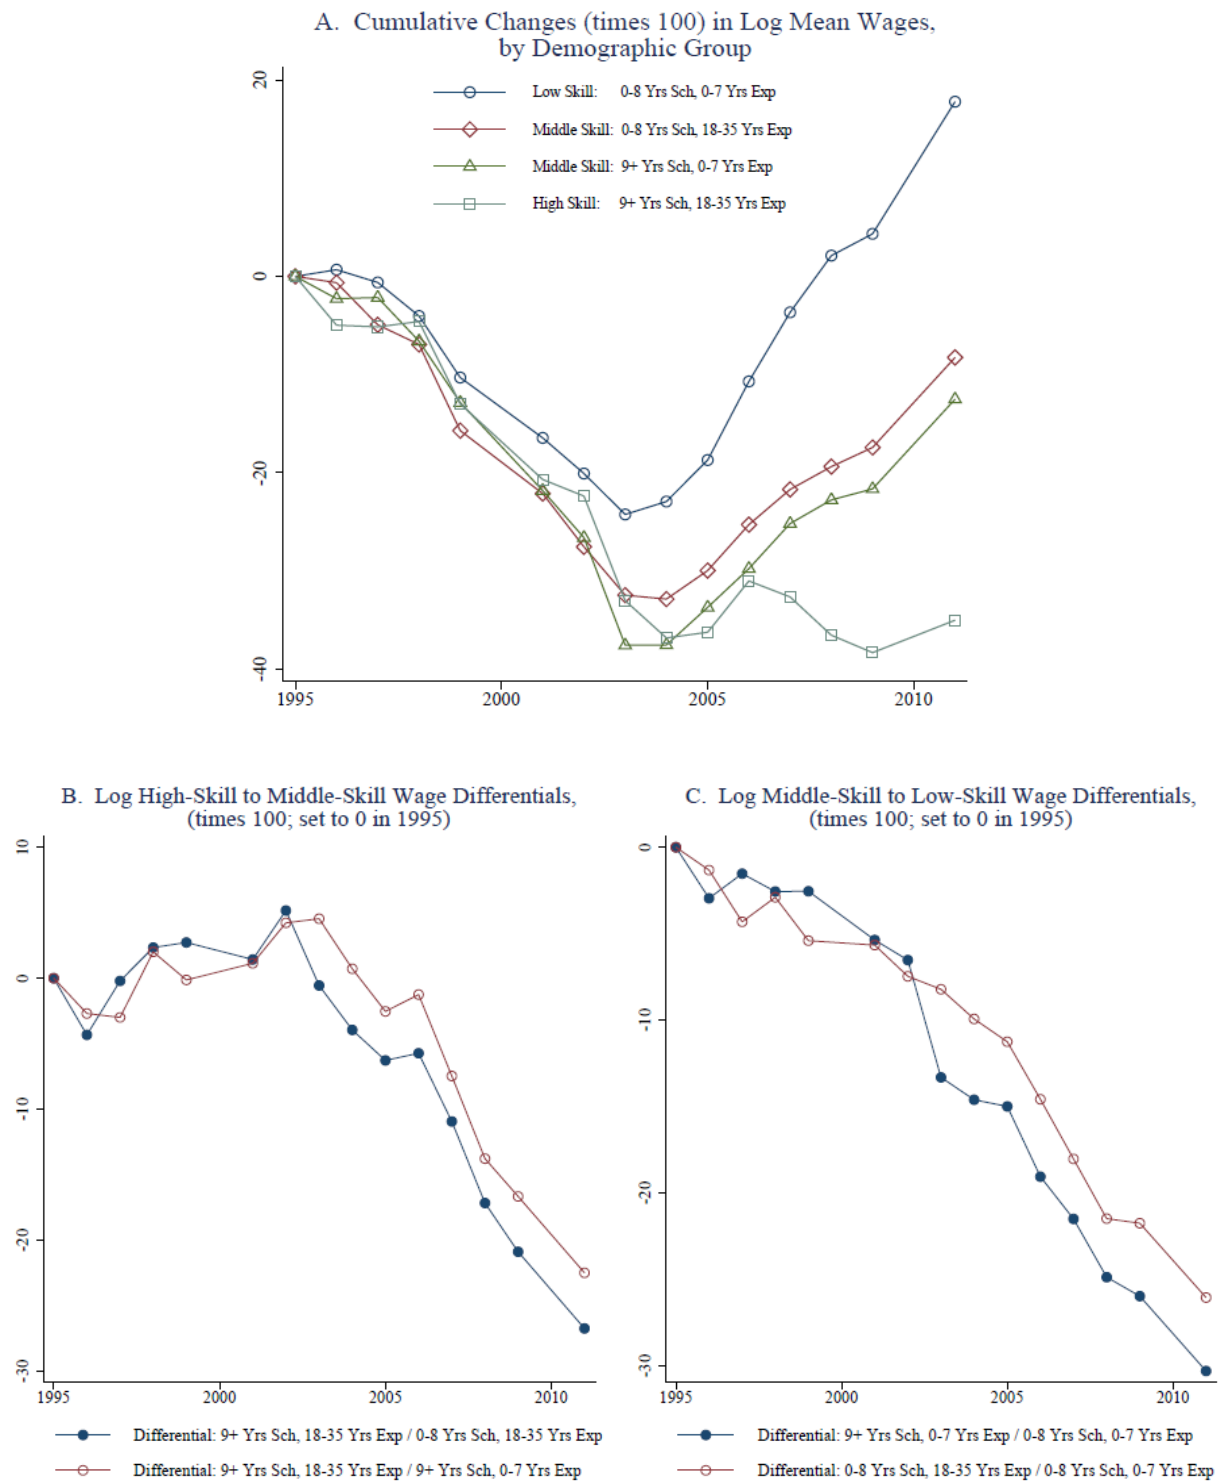 A. Cumulative Changes (times 100) in Log Mean Wages,
by Demographic Group
20
0
-20
-40
Low Skill: 0-8 Yrs Sch, 0-7 Yrs Exp
Middle Skill: 0-8 Yrs Sch, 18-35 Yrs Exp
Middle Skill: 9+ Yrs Sch, 0-7 Yrs Exp
High Skill: 9+ Yrs Sch, 18-35 Yrs Exp
1995 2000 2005 2010
B. Log High-Skill to Middle-Skill Wage Differentials,
(times 100; set to 0 in 1995)
10
0
-10
-20
-30
1995 2000 2005 2010
Differential: 9+ Yrs Sch, 18-35 Yrs Exp / 0-8 Yrs Sch, 18-35 Yrs Exp
Differential: 9+ Yrs Sch, 18-35 Yrs Exp / 9+ Yrs Sch, 0-7 Yrs Exp
C. Log Middle-Skill to Low-Skill Wage Differentials,
(times 100; set to 0 in 1995)
0
-10
-20
-30
1995 2000 2005 2010
Differential: 9+ Yrs Sch, 0-7 Yrs Exp / 0-8 Yrs Sch, 0-7 Yrs Exp
Differential: 0-8 Yrs Sch, 18-35 Yrs Exp / 0-8 Yrs Sch, 0-7 Yrs Exp